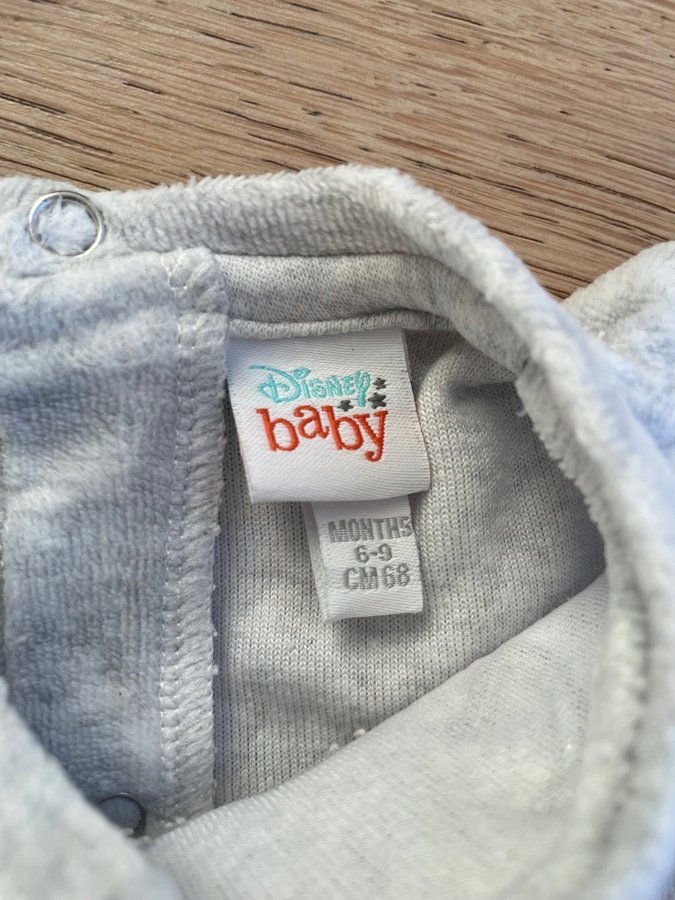 Disney
baby
MONTHS
6-9
CM 68